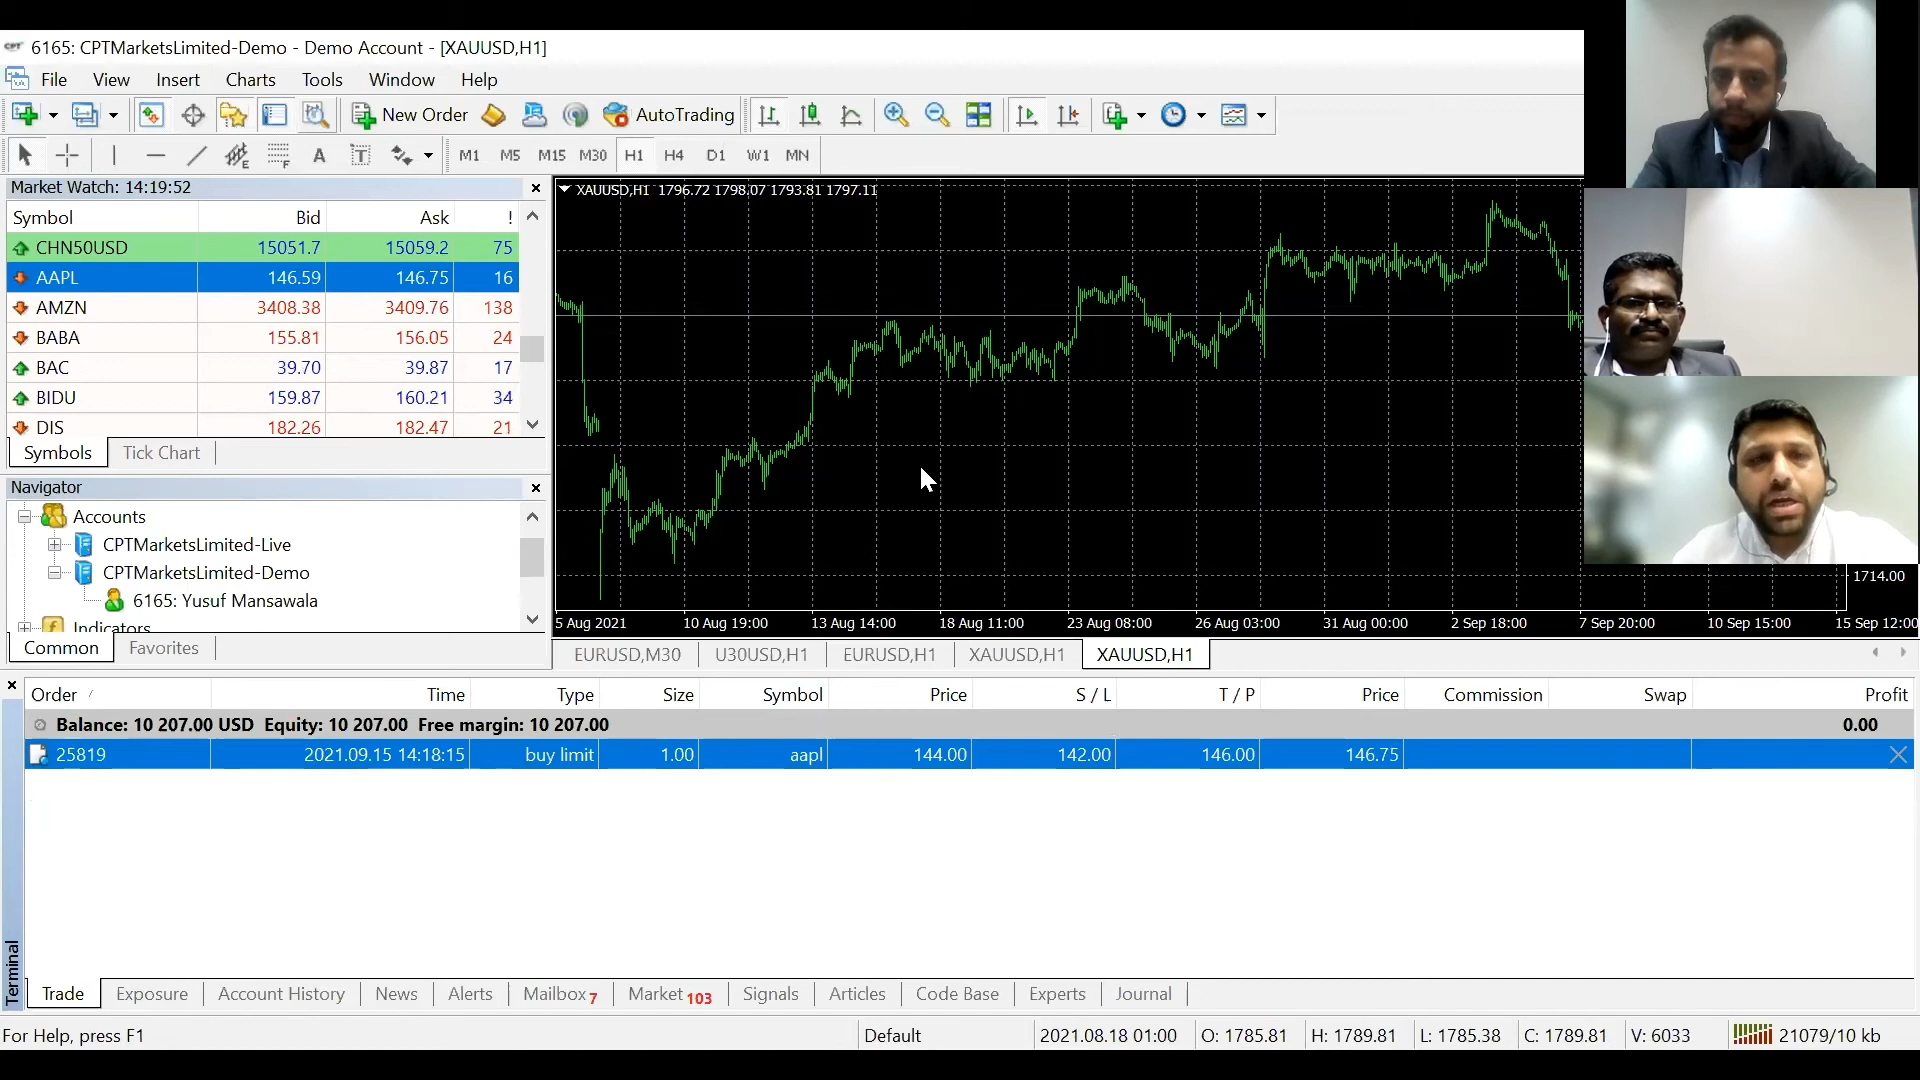 6165: CPTMarketsLimited-Demo - Demo Account - [XAUUSD,H1]
File View Insert Charts Tools Window Help
New Order AutoTrading
A T M1 M5 M15 M30 H1 H4 D1 W1 MN
Market Watch: 14:19:52
Symbol Bid Ask !
CHN50USD 15051.7 15059.2 75
AAPL 146.59 146.75 16
AMZN 3408.38 3409.76 138
BABA 155.81 156.05 24
BAC 39.70 39.87 17
BIDU 159.87 160.21 34
DIS 182.26 182.47 21
Symbols Tick Chart
Navigator
Accounts
CPTMarketsLimited-Live
CPTMarketsLimited-Demo
6165: Yusuf Mansawala
Indicators
Common Favorites
XAUUSD,H1 1796.72 1798.07 1793.81 1797.11
1714.00
5 Aug 2021 10 Aug 19:00 13 Aug 14:00 18 Aug 11:00 23 Aug 08:00 26 Aug 03:00 31 Aug 00:00 2 Sep 18:00 7 Sep 20:00 10 Sep 15:00 15 Sep 12:00
EURUSD,M30 U30USD,H1 EURUSD,H1 XAUUSD,H1 XAUUSD,H1
Order / Time Type Size Symbol Price S / L T / P Price Commission Swap Profit
Balance: 10 207.00 USD Equity: 10 207.00 Free margin: 10 207.00 0.00
25819 2021.09.15 14:18:15 buy limit 1.00 aapl 144.00 142.00 146.00 146.75
Terminal
Trade Exposure Account History News Alerts Mailbox 7 Market 103 Signals Articles Code Base Experts Journal
For Help, press F1 Default 2021.08.18 01:00 O: 1785.81 H: 1789.81 L: 1785.38 C: 1789.81 V: 6033 21079/10 kb